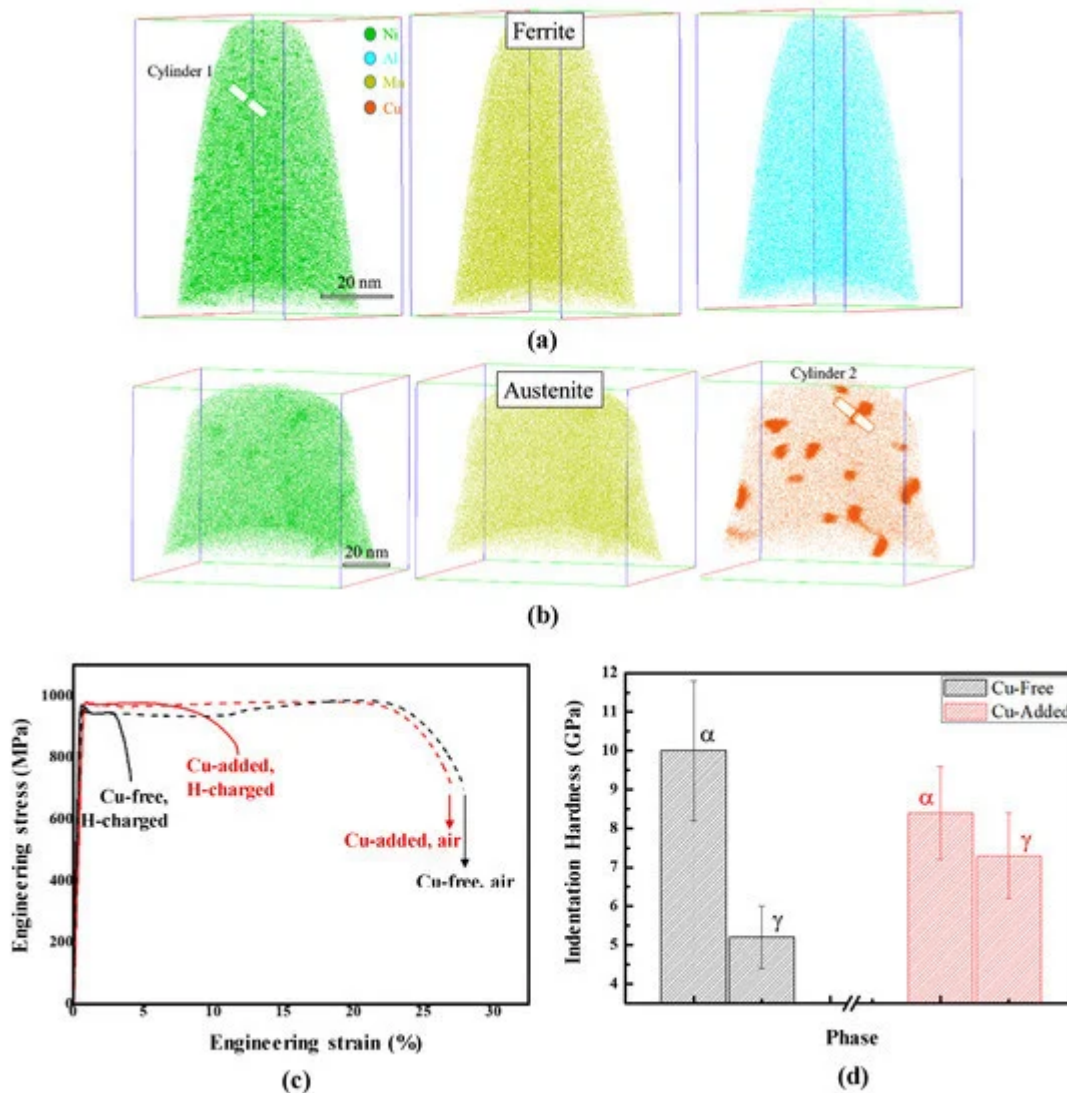 Ferrite
Ni
Al
Mn
Cu
Cylinder 1
20 nm
(a)
Austenite
Cylinder 2
20 nm
(b)
Engineering stress (MPa)
1000
800
600
400
200
0
Cu-free,
H-charged
Cu-added,
H-charged
Cu-added, air
Cu-free, air
0 5 10 15 20 25 30
Engineering strain (%)
(c)
Indentation Hardness (GPa)
12
11
10
9
8
7
6
5
4
Cu-Free
Cu-Added
α
γ
α
γ
Phase
(d)